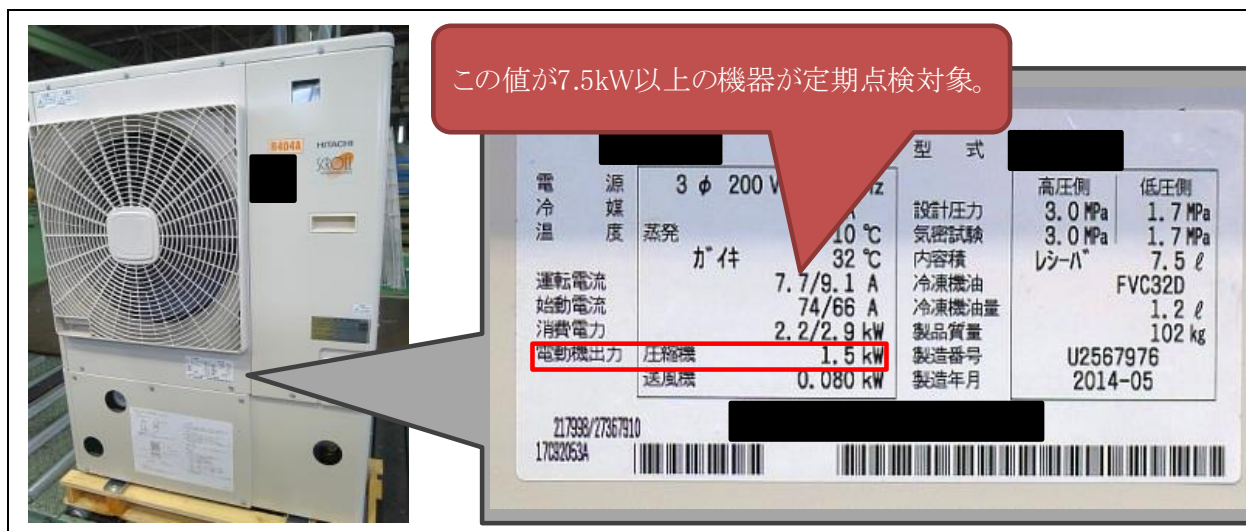 この値が7.5kW以上の機器が定期点検対象。
R404A
HITACHI
型 式
電 源 3 φ 200 V
冷 媒
温 度 蒸発 10 ℃
ガイキ 32 ℃
運転電流 7.7/9.1 A
始動電流 74/66 A
消費電力 2.2/2.9 kW
電動機出力 圧縮機 1.5 kW
送風機 0.080 kW
高圧側 低圧側
設計圧力 3.0 MPa 1.7 MPa
気密試験 3.0 MPa 1.7 MPa
内容積 レシーバ 7.5 ℓ
冷凍機油 FVC32D
冷凍機油量 1.2 ℓ
製品質量 102 kg
製造番号 U2567976
製造年月 2014-05
217998/27367910
17C92053A